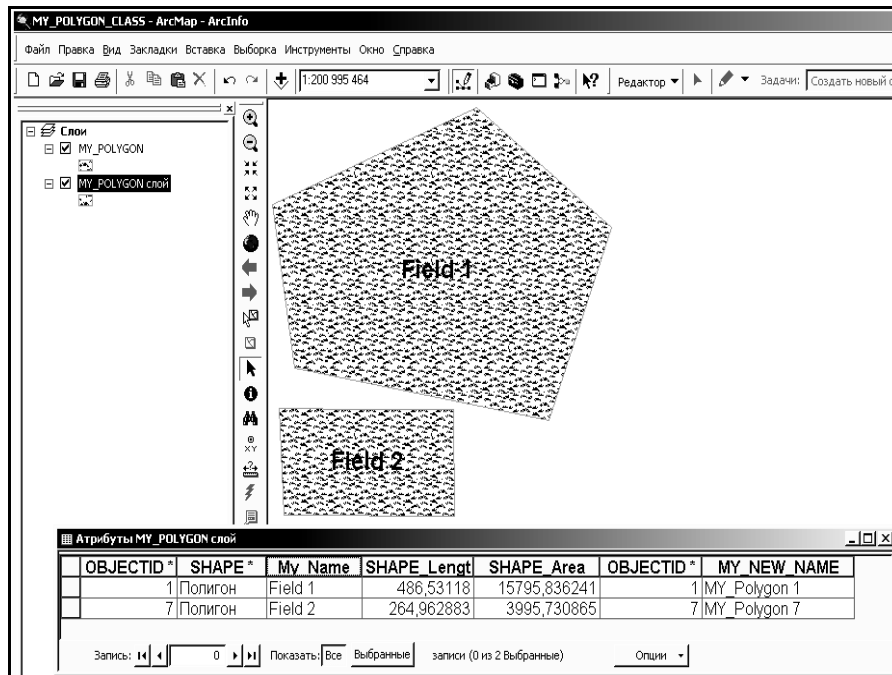 MY_POLYGON_CLASS - ArcMap - ArcInfo
Файл Правка Вид Закладки Вставка Выборка Инструменты Окно Справка
1:200 995 464 Редактор Задачи: Создать новый
Слои
MY_POLYGON
MY_POLYGON слой
Field 1
Field 2
Атрибуты MY_POLYGON слой
OBJECTID * SHAPE * My_Name SHAPE_Lengt SHAPE_Area OBJECTID * MY_NEW_NAME
1 Полигон Field 1 486,53118 15795,836241 1 MY_Polygon 1
7 Полигон Field 2 264,962883 3995,730865 7 MY_Polygon 7
Запись: 0 Показать: Все Выбранные записи (0 из 2 Выбранные) Опции